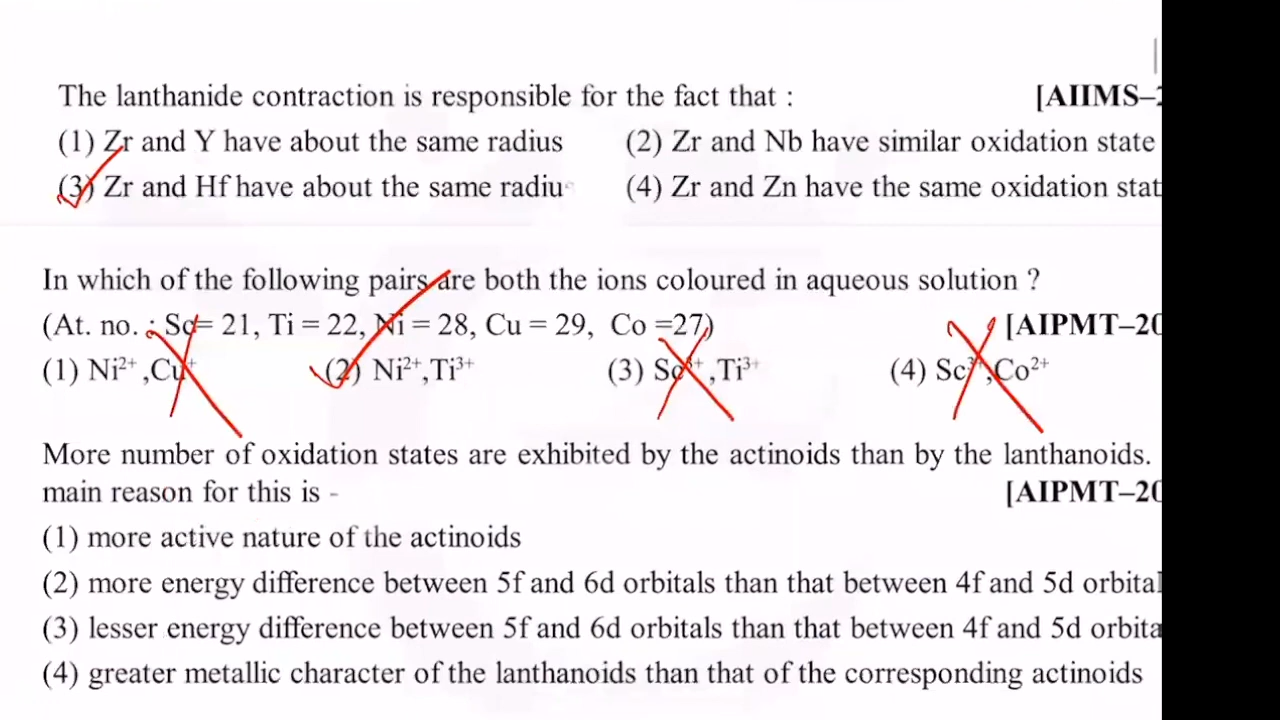 The lanthanide contraction is responsible for the fact that : [AIIMS–
(1) Zr and Y have about the same radius (2) Zr and Nb have similar oxidation state
(3) Zr and Hf have about the same radiu (4) Zr and Zn have the same oxidation stat
In which of the following pairs are both the ions coloured in aqueous solution ?
(At. no. : Sc = 21, Ti = 22, Ni = 28, Cu = 29, Co =27) [AIPMT–20
(1) Ni²⁺ ,Cu⁺ (2) Ni²⁺,Ti³⁺ (3) Sc³⁺ ,Ti³⁺ (4) Sc³⁺,Co²⁺
More number of oxidation states are exhibited by the actinoids than by the lanthanoids.
main reason for this is - [AIPMT–20
(1) more active nature of the actinoids
(2) more energy difference between 5f and 6d orbitals than that between 4f and 5d orbital
(3) lesser energy difference between 5f and 6d orbitals than that between 4f and 5d orbita
(4) greater metallic character of the lanthanoids than that of the corresponding actinoids